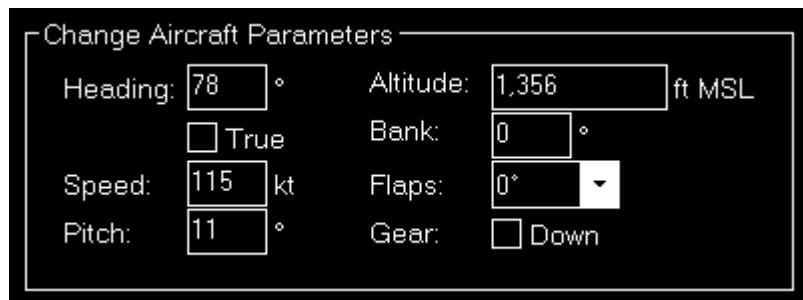 Change Aircraft Parameters
Heading: 78 ° Altitude: 1,356 ft MSL
True Bank: 0 °
Speed: 115 kt Flaps: 0°
Pitch: 11 ° Gear: Down